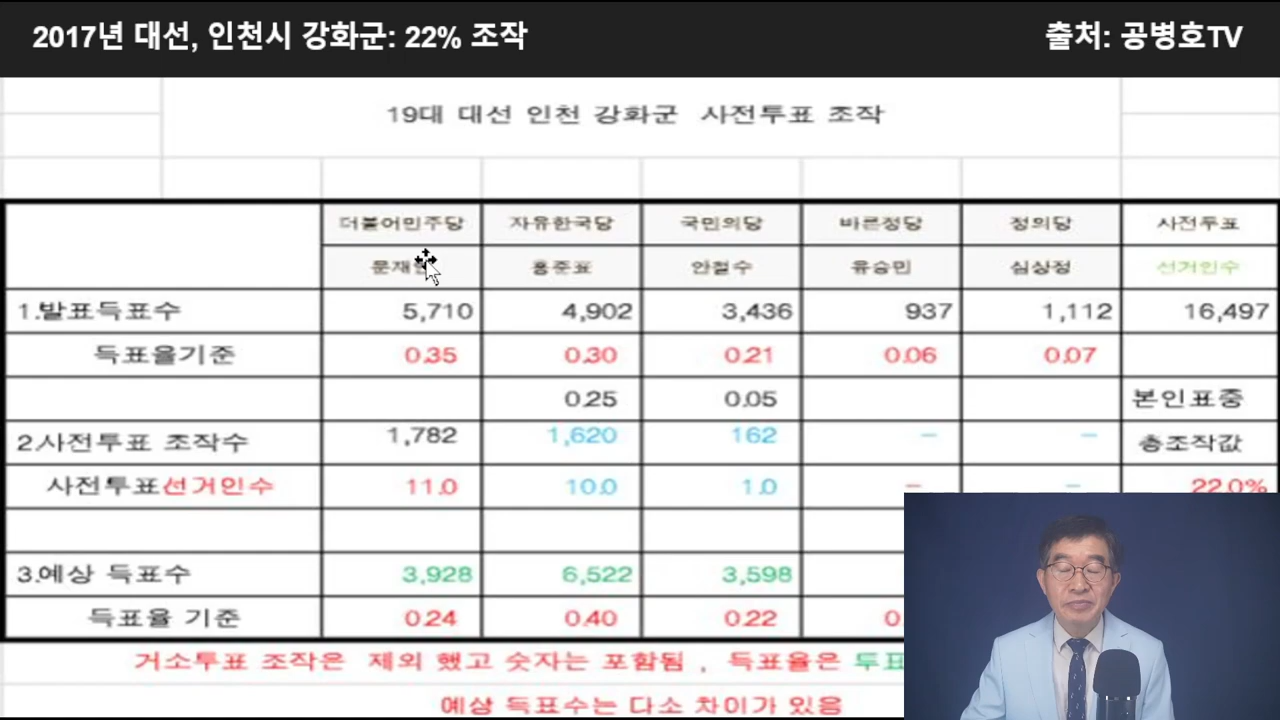 2017년 대선, 인천시 강화군: 22% 조작 출처: 공병호TV
19대 대선 인천 강화군 사전투표 조작
더불어민주당 자유한국당 국민의당 바른정당 정의당 사전투표
문재 홍준표 안철수 유승민 심상정 선거인수
1.발표득표수 5,710 4,902 3,436 937 1,112 16,497
득표율기준 0.35 0.30 0.21 0.06 0.07
0.25 0.05 본인표중
2.사전투표 조작수 1,782 1,620 162 – –총조작값
사전투표선거인수 11.0 10.0 1.0 – – 22.0%
3.예상 득표수 3,928 6,522 3,598
득표율 기준 0.24 0.40 0.22 0
거소투표 조작은 제외 했고 숫자는 포함됨 , 득표율은 투표
예상 득표수는 다소 차이가 있음